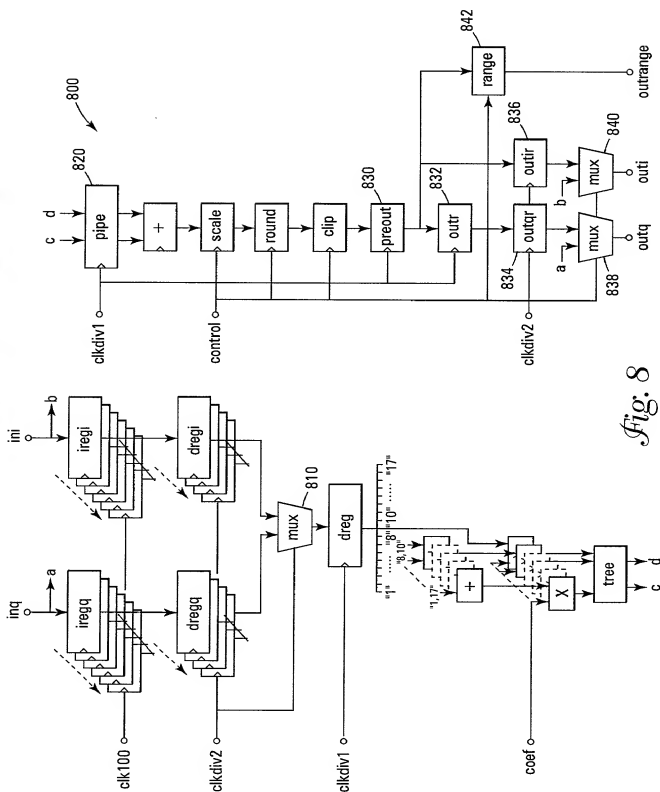 inq
ini
a
b
iregq
iregi
clk100
dregq
dregi
clkdiv2
mux
810
dreg
clkdiv1
"1" ...... "8" "10" ...... "17"
"1,17"
"8,10"
+
X
coef
tree
c
d
800
c
d
820
pipe
clkdiv1
+
scale
control
round
clip
preout
830
outr
832
range
842
outqr
834
outir
836
clkdiv2
a
b
mux
838
mux
840
outq
outi
outrange
Fig. 8